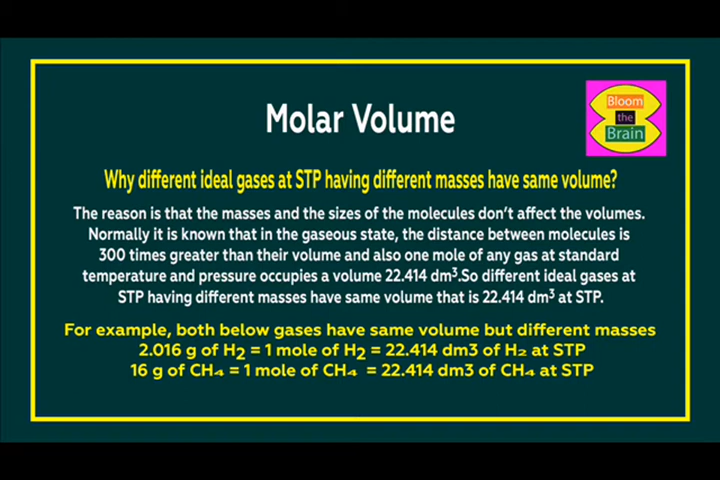 Bloom
the
Brain
Molar Volume
Why different ideal gases at STP having different masses have same volume?
The reason is that the masses and the sizes of the molecules don't affect the volumes.
Normally it is known that in the gaseous state, the distance between molecules is
300 times greater than their volume and also one mole of any gas at standard
temperature and pressure occupies a volume 22.414 dm³.So different ideal gases at
STP having different masses have same volume that is 22.414 dm³ at STP.
For example, both below gases have same volume but different masses
2.016 g of H₂ = 1 mole of H₂ = 22.414 dm3 of H₂ at STP
16 g of CH₄ = 1 mole of CH₄ = 22.414 dm3 of CH₄ at STP